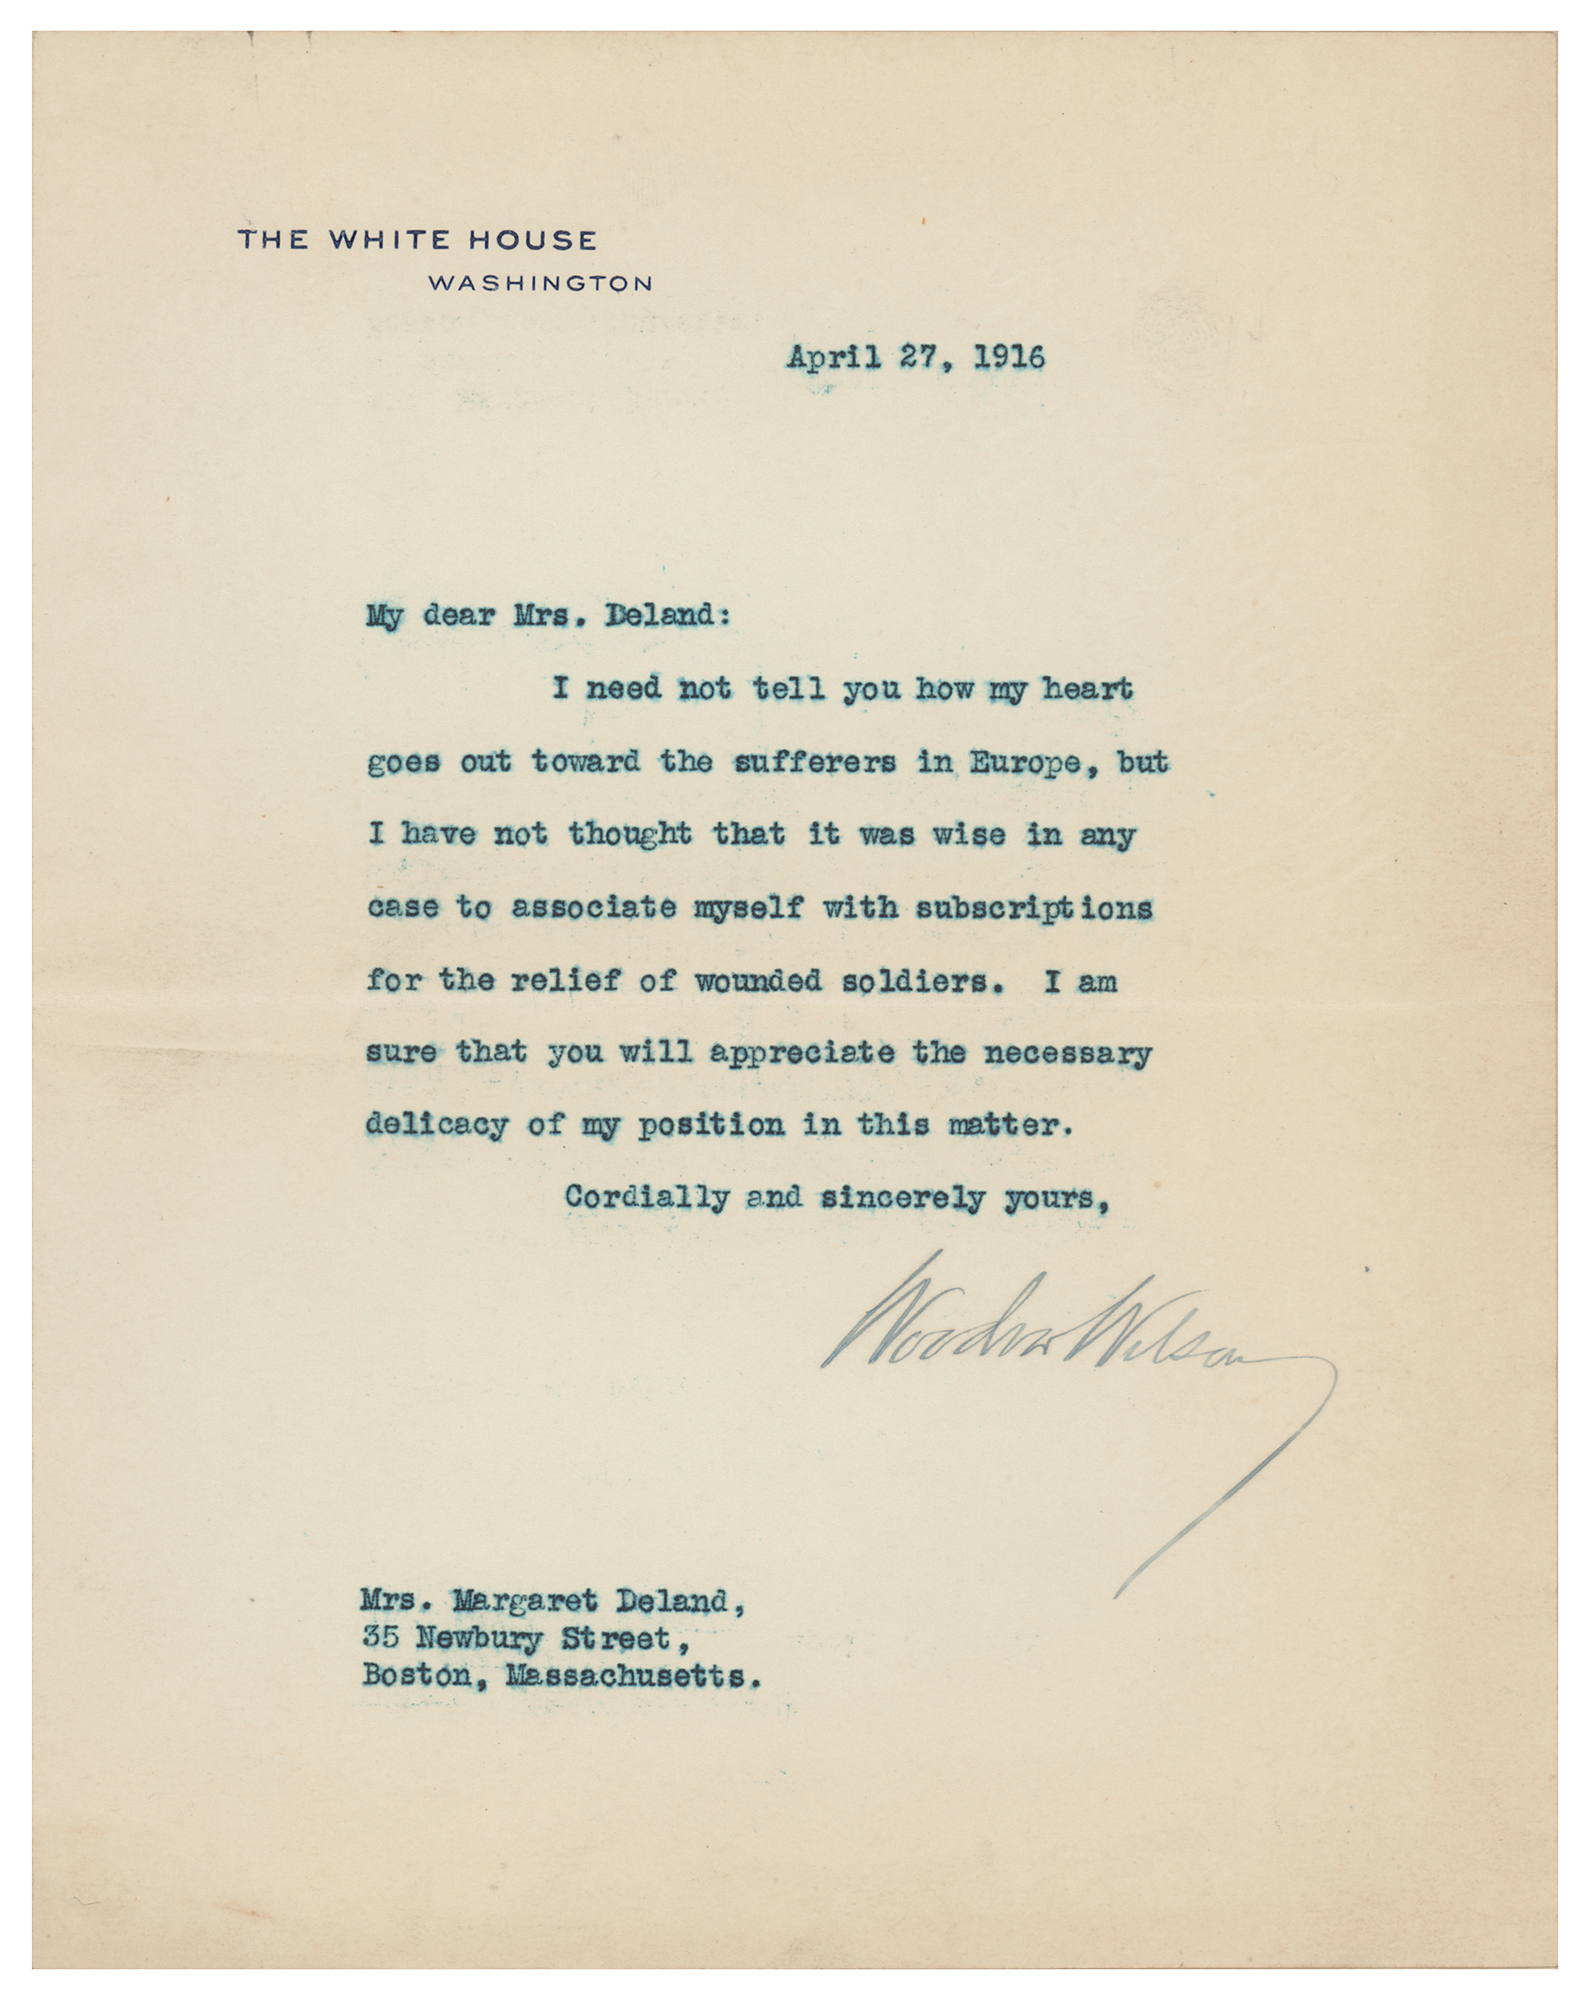 THE WHITE HOUSE
WASHINGTON
April 27, 1916
My dear Mrs. Deland:
I need not tell you how my heart
goes out toward the sufferers in Europe, but
I have not thought that it was wise in any
case to associate myself with subscriptions
for the relief of wounded soldiers. I am
sure that you will appreciate the necessary
delicacy of my position in this matter.
Cordially and sincerely yours,
Woodrow Wilson
Mrs. Margaret Deland,
35 Newbury Street,
Boston, Massachusetts.